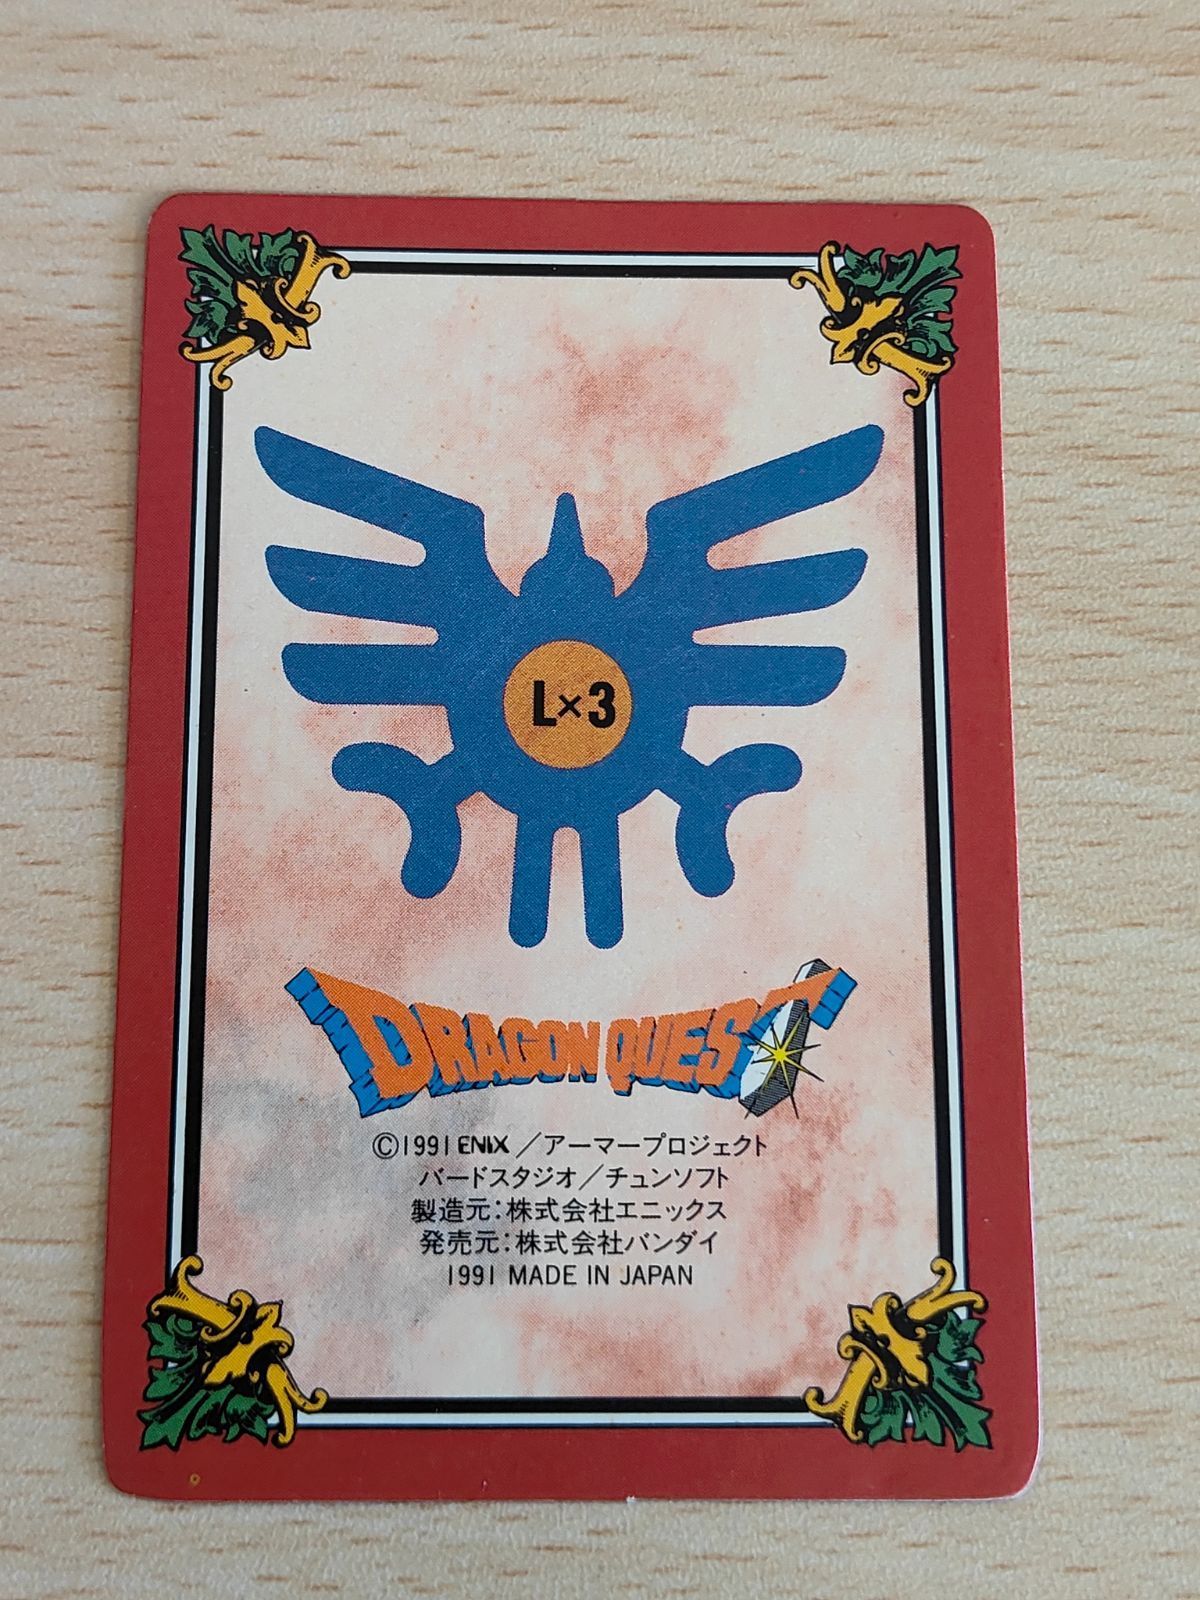 L×3
DRAGON QUEST
©1991 ENIX／アーマープロジェクト
バードスタジオ／チュンソフト
製造元：株式会社エニックス
発売元：株式会社バンダイ
1991 MADE IN JAPAN